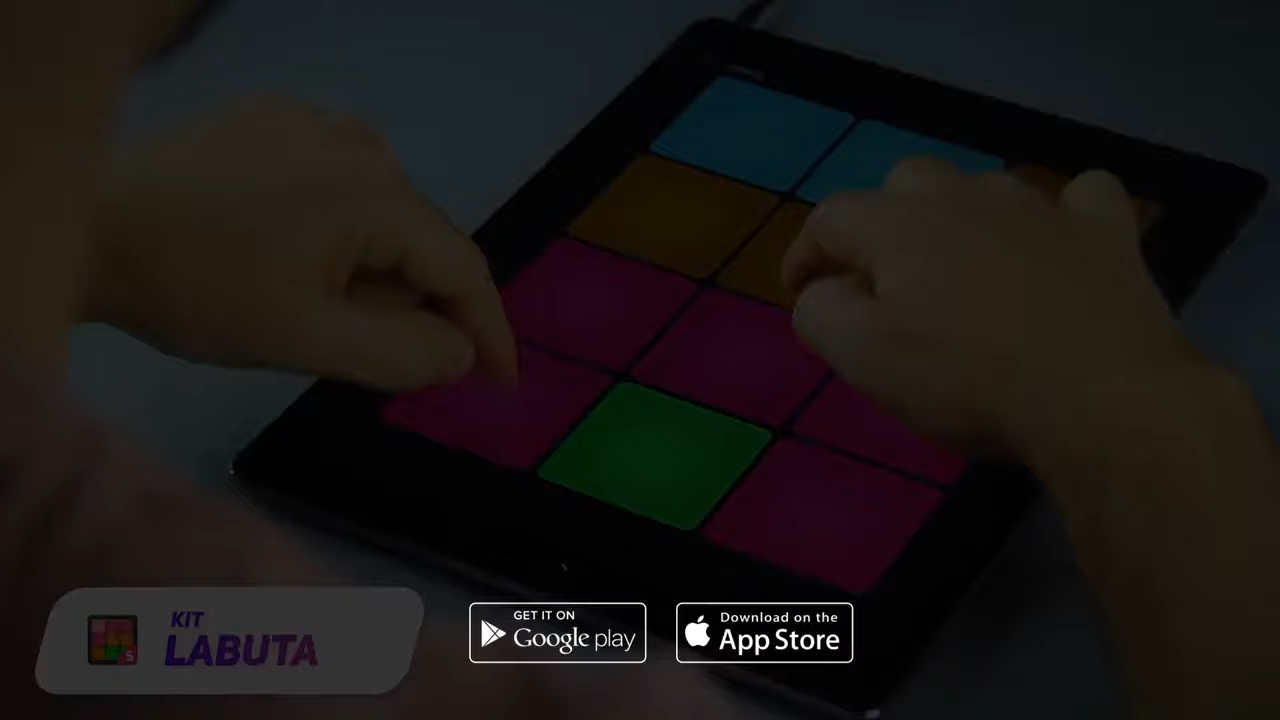 KIT
LABUTA
GET IT ON
Google play
Download on the
App Store